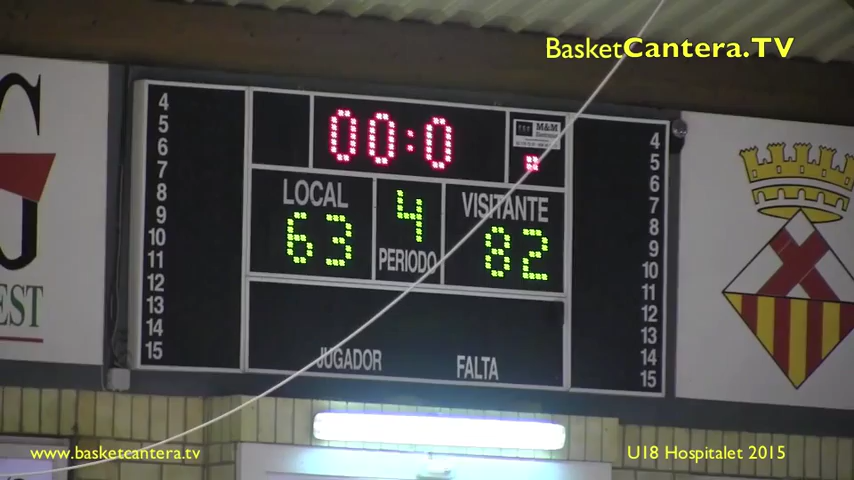 BasketCantera.TV
4
5
6
7
8
9
10
11
12
13
14
15
00:0
M&M
LOCAL
VISITANTE
63
4
82
PERIODO
JUGADOR
FALTA
4
5
6
7
8
9
10
11
12
13
14
15
EST
www.basketcantera.tv
U18 Hospitalet 2015